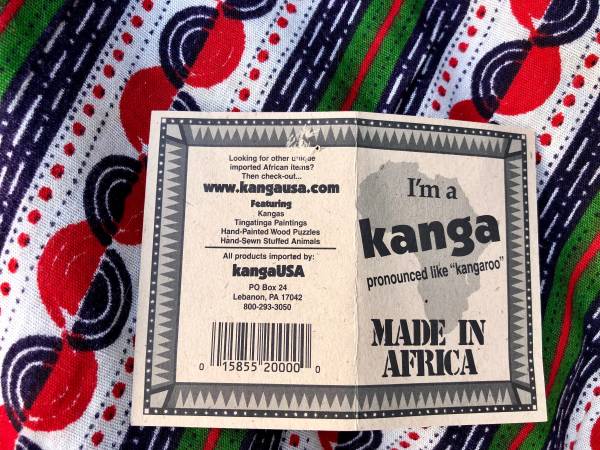 Looking for other unique
imported African items?
Then check-out...
www.kangausa.com
Featuring
Kangas
Tingatinga Paintings
Hand-Painted Wood Puzzles
Hand-Sewn Stuffed Animals
All products imported by:
kangaUSA
PO Box 24
Lebanon, PA 17042
800-293-3050
0 15855 20000 0
I'm a
kanga
pronounced like "kangaroo"
MADE IN
AFRICA